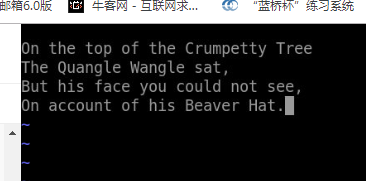 邮箱6.0版 牛客网 - 互联网求... “蓝桥杯”练习系统
On the top of the Crumpetty Tree
The Quangle Wangle sat,
But his face you could not see,
On account of his Beaver Hat.
~
~
~